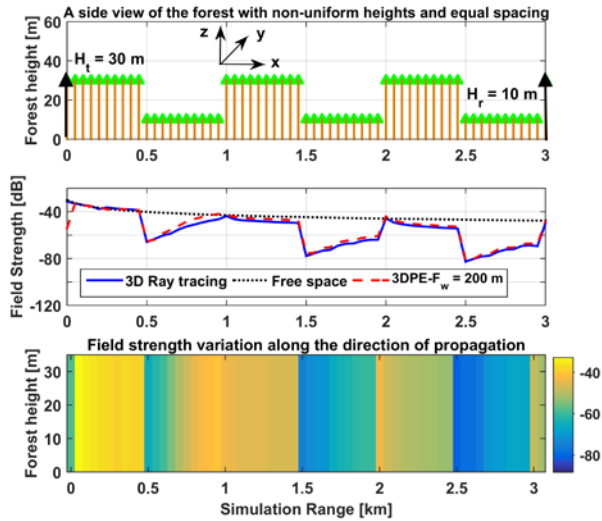 A side view of the forest with non-uniform heights and equal spacing
Forest height [m]
60
40
20
0
H_t = 30 m
z
y
x
H_r = 10 m
0 0.5 1 1.5 2 2.5 3
Field Strength [dB]
-40
-80
-120
3D Ray tracing Free space 3DPE-F_w = 200 m
0 0.5 1 1.5 2 2.5 3
Field strength variation along the direction of propagation
Forest height [m]
30
20
10
0
0 0.5 1 1.5 2 2.5 3
Simulation Range [km]
-40
-60
-80